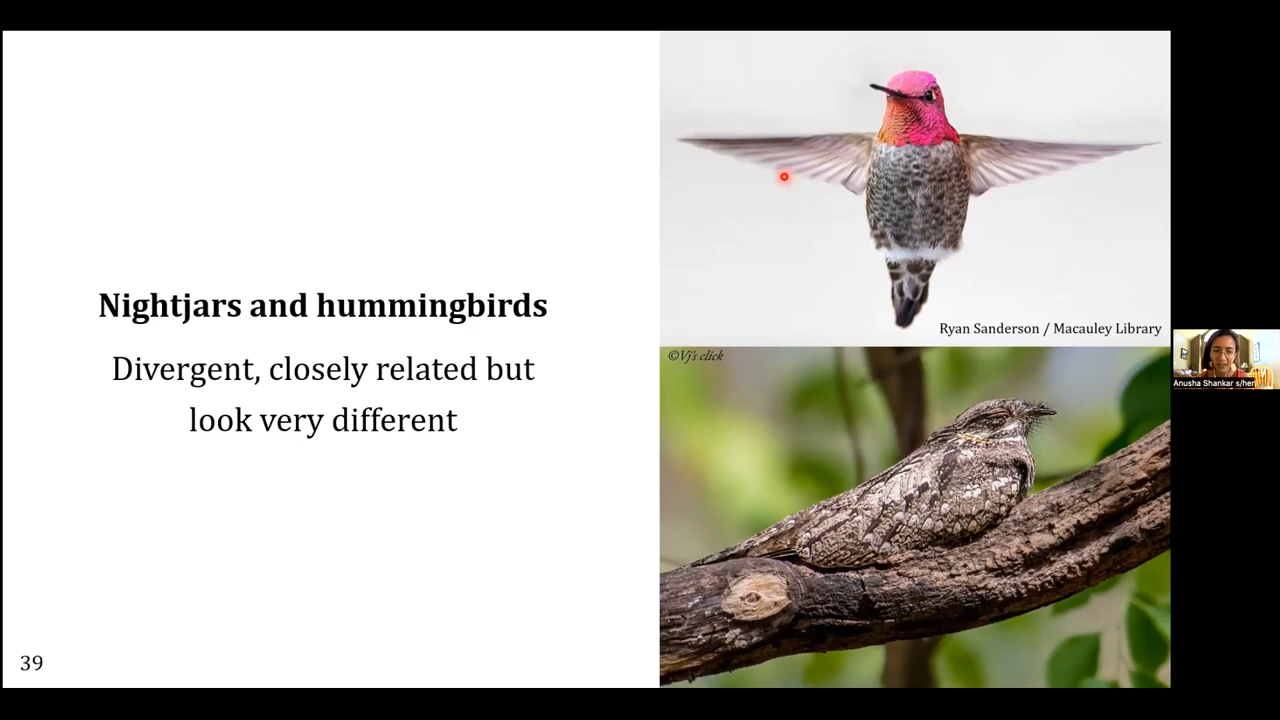 Nightjars and hummingbirds
Divergent, closely related but
look very different
39
Ryan Sanderson / Macauley Library
©Vj's click
Anusha Shankar s/her